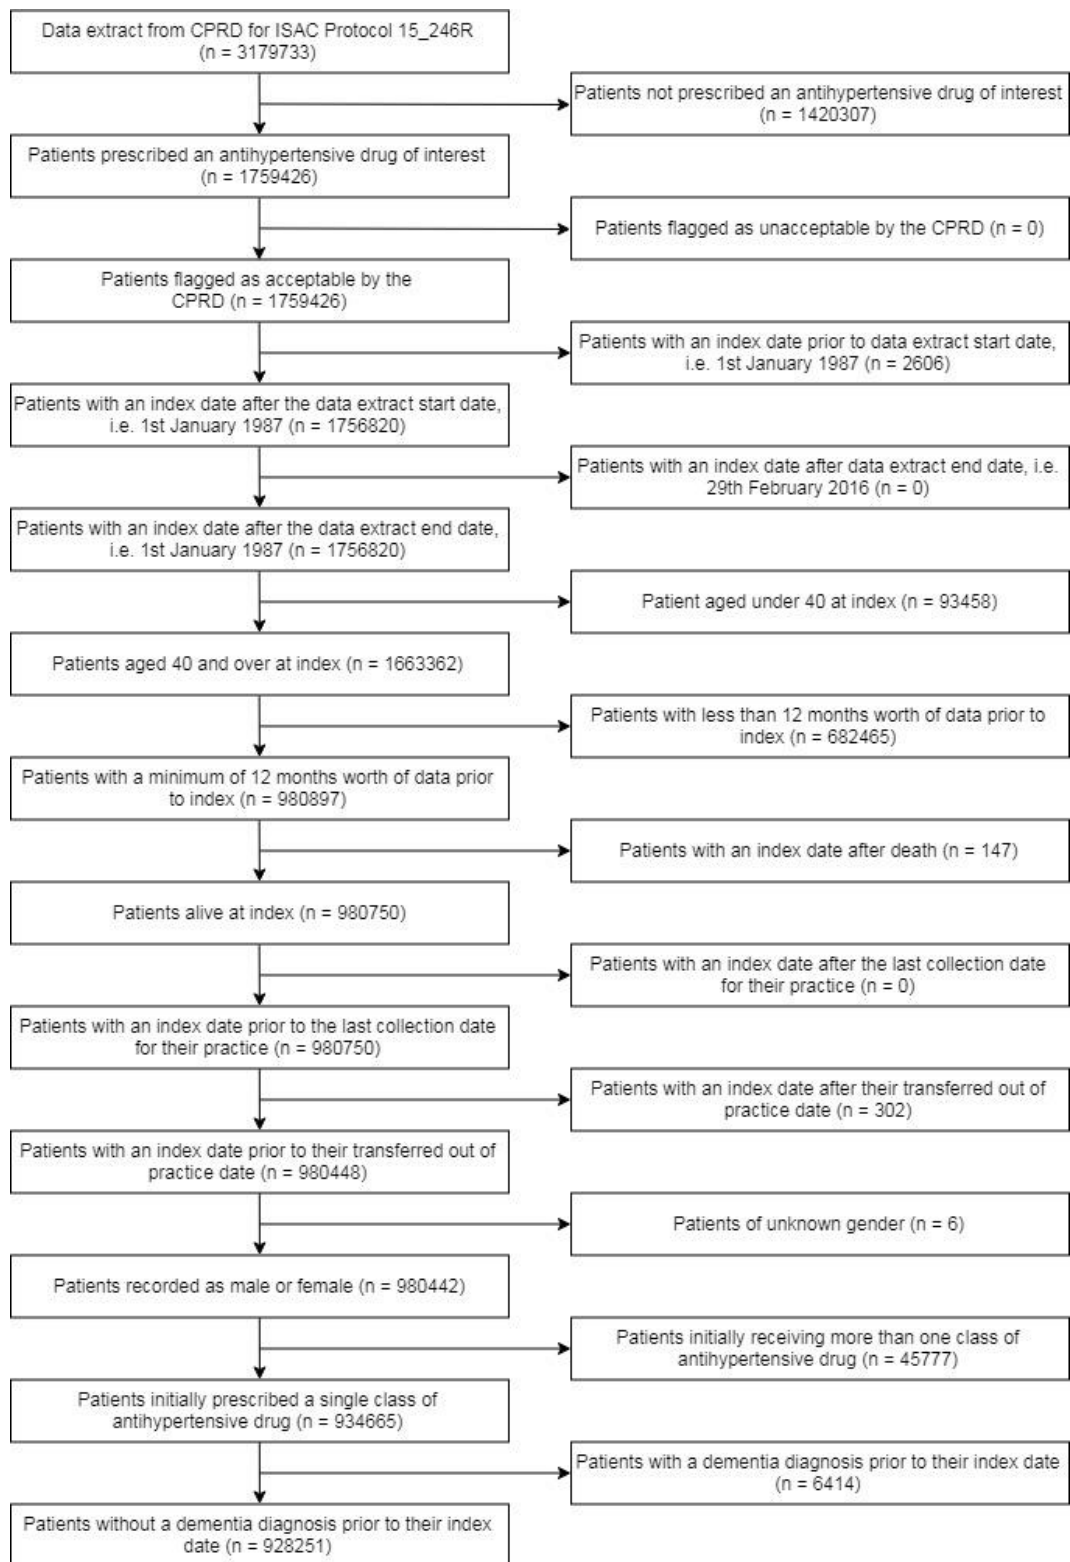 Data extract from CPRD for ISAC Protocol 15_246R
(n = 3179733)
Patients not prescribed an antihypertensive drug of interest
(n = 1420307)
Patients prescribed an antihypertensive drug of interest
(n = 1759426)
Patients flagged as unacceptable by the CPRD (n = 0)
Patients flagged as acceptable by the
CPRD (n = 1759426)
Patients with an index date prior to data extract start date,
i.e. 1st January 1987 (n = 2606)
Patients with an index date after the data extract start date,
i.e. 1st January 1987 (n = 1756820)
Patients with an index date after data extract end date, i.e.
29th February 2016 (n = 0)
Patients with an index date after the data extract end date,
i.e. 1st January 1987 (n = 1756820)
Patient aged under 40 at index (n = 93458)
Patients aged 40 and over at index (n = 1663362)
Patients with less than 12 months worth of data prior to
index (n = 682465)
Patients with a minimum of 12 months worth of data prior
to index (n = 980897)
Patients with an index date after death (n = 147)
Patients alive at index (n = 980750)
Patients with an index date after the last collection date
for their practice (n = 0)
Patients with an index date prior to the last collection date
for their practice (n = 980750)
Patients with an index date after their transferred out of
practice date (n = 302)
Patients with an index date prior to their transferred out of
practice date (n = 980448)
Patients of unknown gender (n = 6)
Patients recorded as male or female (n = 980442)
Patients initially receiving more than one class of
antihypertensive drug (n = 45777)
Patients initially prescribed a single class of
antihypertensive drug (n = 934665)
Patients with a dementia diagnosis prior to their index date
(n = 6414)
Patients without a dementia diagnosis prior to their index
date (n = 928251)